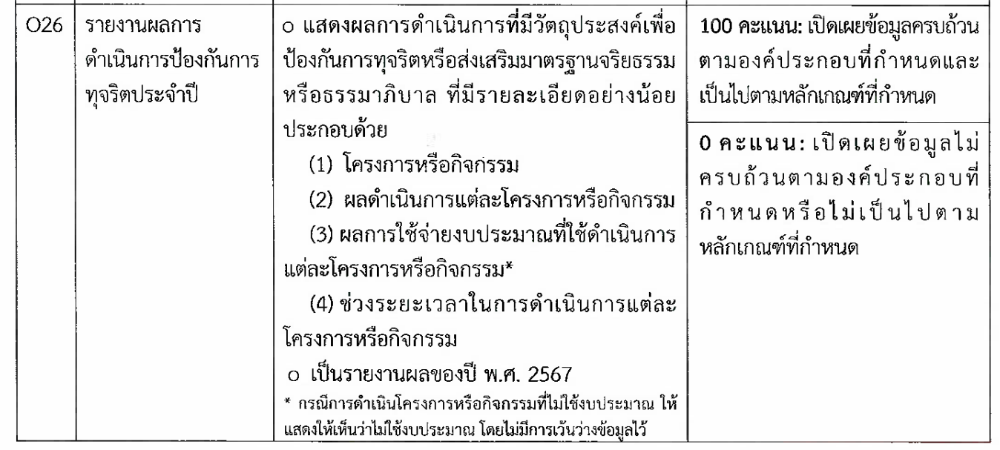 O26
รายงานผลการ
ดำเนินการป้องกันการ
ทุจริตประจำปี
o แสดงผลการดำเนินการที่มีวัตถุประสงค์เพื่อ
ป้องกันการทุจริตหรือส่งเสริมมาตรฐานจริยธรรม
หรือธรรมาภิบาล ที่มีรายละเอียดอย่างน้อย
ประกอบด้วย
(1) โครงการหรือกิจกรรม
(2) ผลดำเนินการแต่ละโครงการหรือกิจกรรม
(3) ผลการใช้จ่ายงบประมาณที่ใช้ดำเนินการ
แต่ละโครงการหรือกิจกรรม*
(4) ช่วงระยะเวลาในการดำเนินการแต่ละ
โครงการหรือกิจกรรม
o เป็นรายงานผลของปี พ.ศ. 2567
* กรณีการดำเนินโครงการหรือกิจกรรมที่ไม่ใช้งบประมาณ ให้
แสดงให้เห็นว่าไม่ใช้งบประมาณ โดยไม่มีการเว้นว่างข้อมูลไว้
100 คะแนน: เปิดเผยข้อมูลครบถ้วน
ตามองค์ประกอบที่กำหนดและ
เป็นไปตามหลักเกณฑ์ที่กำหนด
0 คะแนน: เปิดเผยข้อมูลไม่
ครบถ้วนตามองค์ประกอบที่
กำหนดหรือไม่เป็นไปตาม
หลักเกณฑ์ที่กำหนด